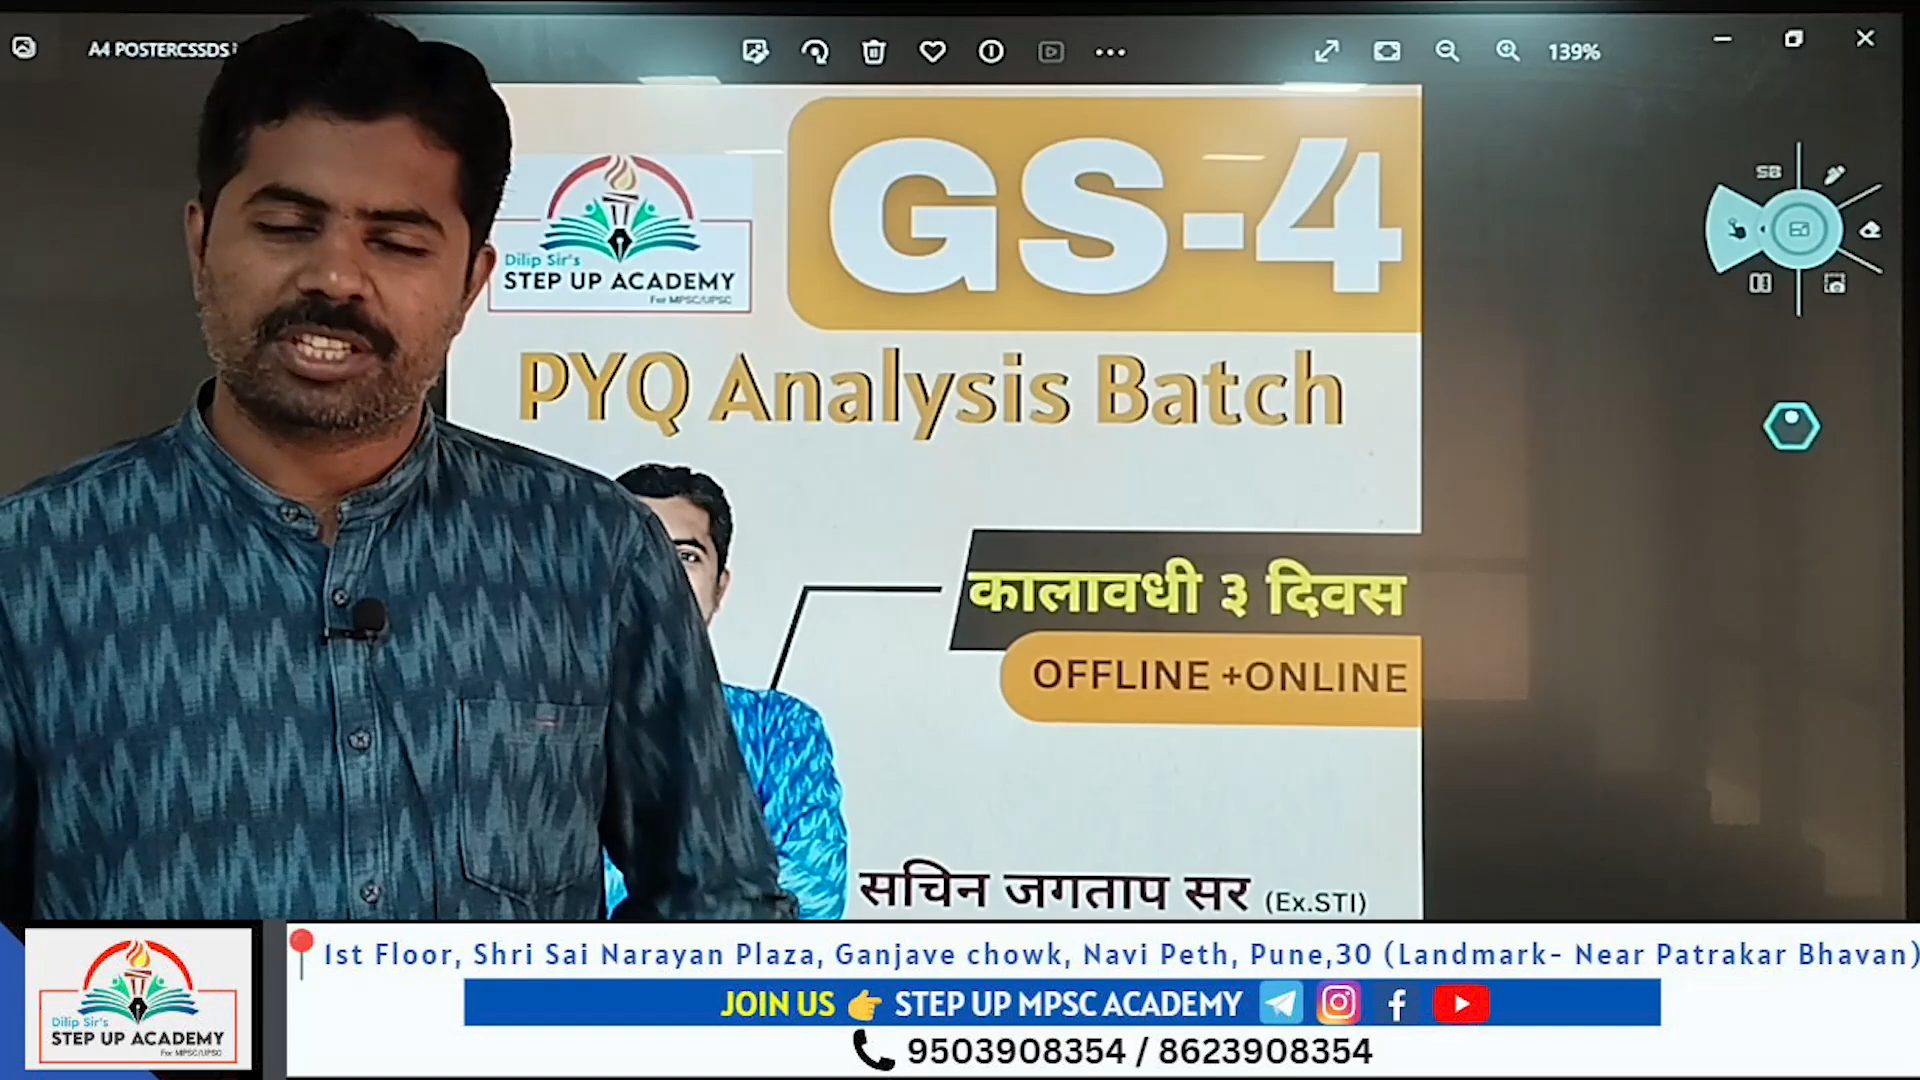 A4 POSTERCSSDS
139%
SB
Dilip Sir's
STEP UP ACADEMY
For MPSC/UPSC
GS-4
PYQ Analysis Batch
कालावधी ३ दिवस
OFFLINE +ONLINE
सचिन जगताप सर (Ex.STI)
Dilip Sir's
STEP UP ACADEMY
For MPSC/UPSC
1st Floor, Shri Sai Narayan Plaza, Ganjave chowk, Navi Peth, Pune,30 (Landmark- Near Patrakar Bhavan)
JOIN US 👉 STEP UP MPSC ACADEMY
9503908354 / 8623908354